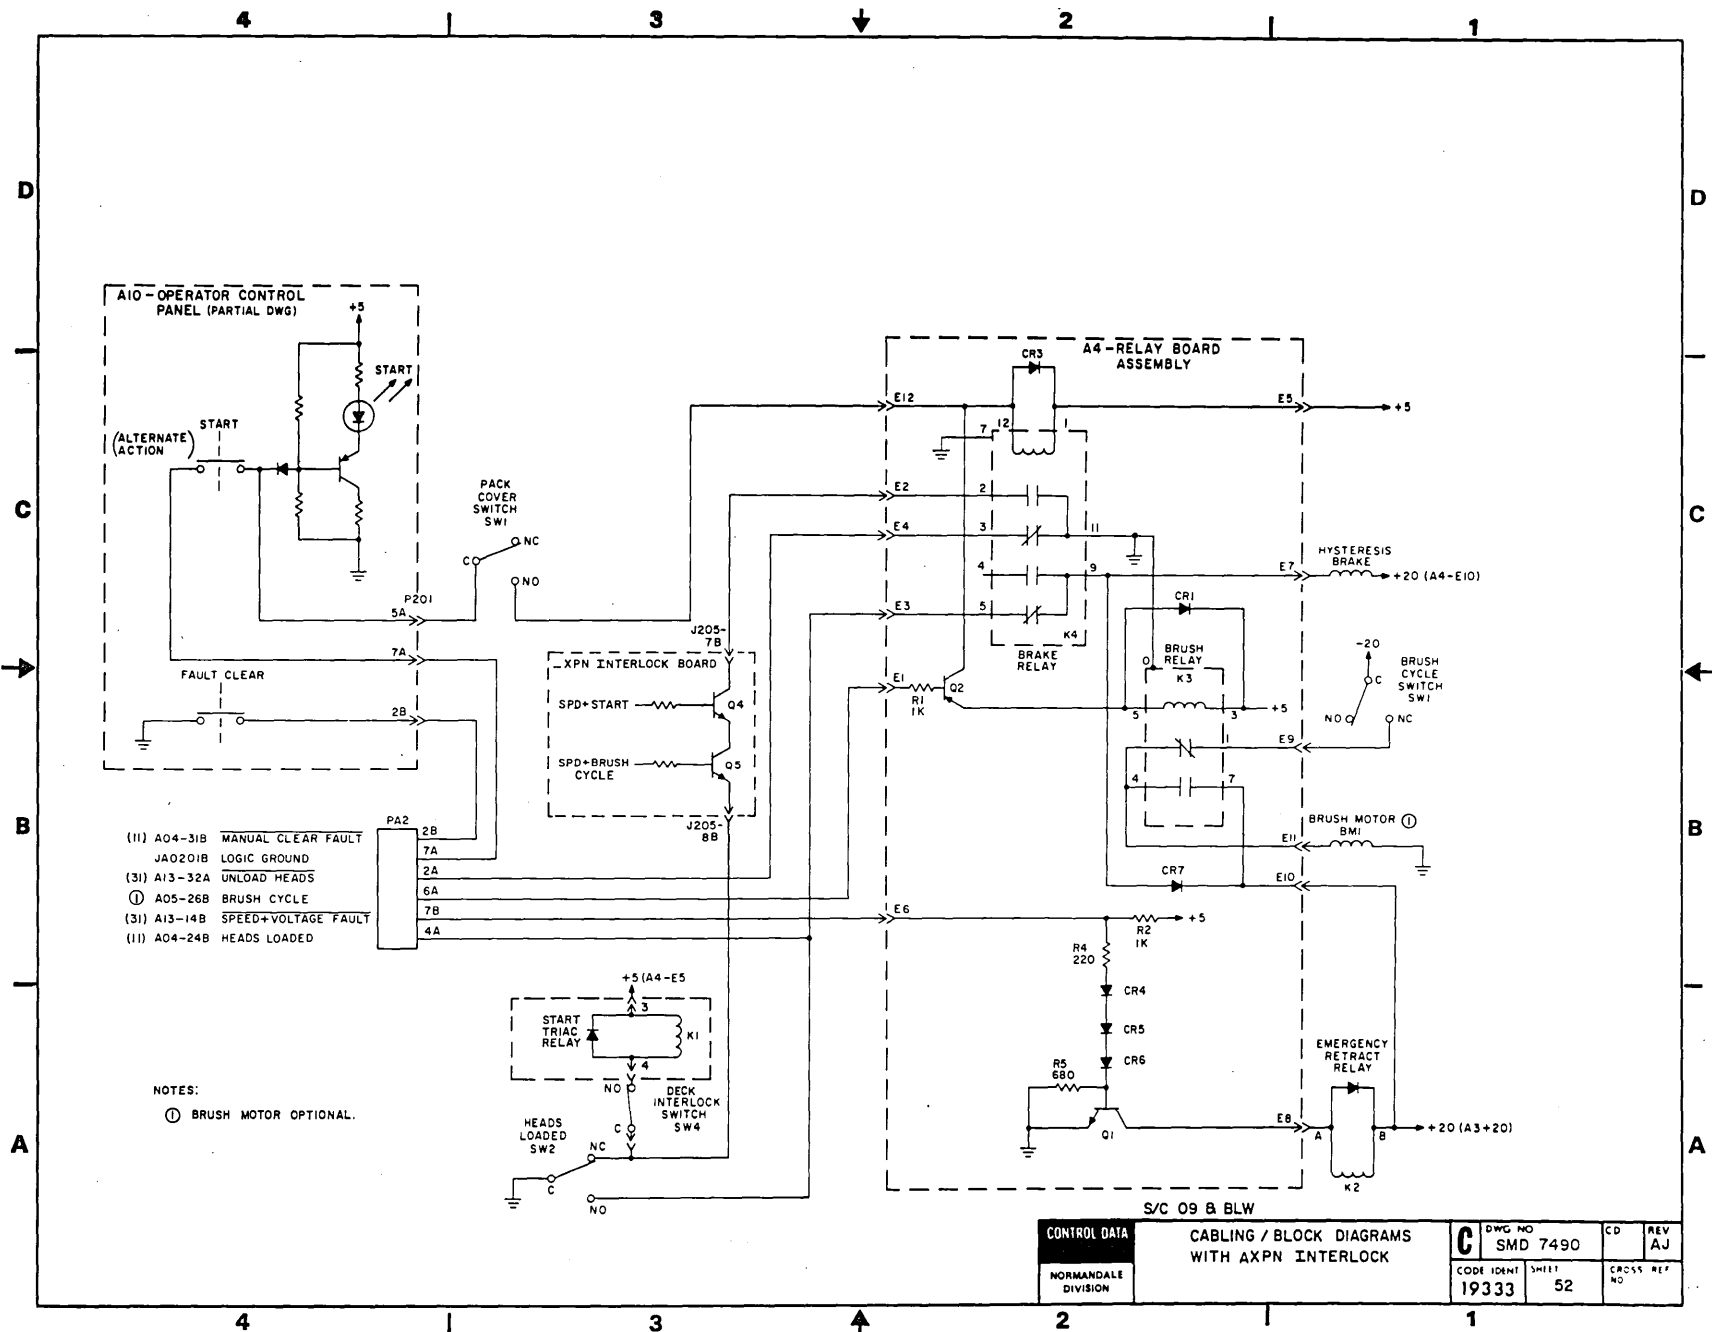 4
3
2
1
D
D
A10-OPERATOR CONTROL
PANEL (PARTIAL DWG)
+5
START
START
(ALTERNATE
ACTION)
C
C
PACK
COVER
SWITCH
SW1
NC
C
NO
P201
5A
7A
FAULT CLEAR
2B
A4-RELAY BOARD
ASSEMBLY
CR3
E12
E5
+5
7
12
1
E2
2
E4
3
11
4
9
E7
HYSTERESIS
BRAKE
+20 (A4-E10)
E3
5
K4
BRAKE
RELAY
CR1
BRUSH
RELAY
O
K3
E1
R1
1K
Q2
5
3
+5
-20
C
BRUSH
CYCLE
SWITCH
SW1
NO
NC
1
E9
4
7
BRUSH MOTOR ①
BM1
E11
CR7
E10
J205-
7B
XPN INTERLOCK BOARD
SPD+START
Q4
SPD+BRUSH
CYCLE
Q5
J205-
8B
B
B
PA2
(11) A04-31B MANUAL CLEAR FAULT 2B
JA0201B LOGIC GROUND 7A
(31) A13-32A UNLOAD HEADS 2A
① A05-26B BRUSH CYCLE 6A
(31) A13-14B SPEED+VOLTAGE FAULT 7B
(11) A04-24B HEADS LOADED 4A
E6
R2
1K
+5
R4
220
CR4
CR5
CR6
R5
680
Q1
E8
A
B
+20 (A3+20)
EMERGENCY
RETRACT
RELAY
K2
+5(A4-E5
3
START
TRIAC
RELAY
K1
4
NO
DECK
INTERLOCK
SWITCH
SW4
C
HEADS
LOADED
SW2
NC
C
NO
NOTES:
① BRUSH MOTOR OPTIONAL.
A
A
S/C 09 & BLW
CONTROL DATA
NORMANDALE
DIVISION
CABLING / BLOCK DIAGRAMS
WITH AXPN INTERLOCK
C
DWG NO
SMD 7490
CD
REV
AJ
CODE IDENT
19333
SHEET
52
CROSS REF
NO
4
3
2
1